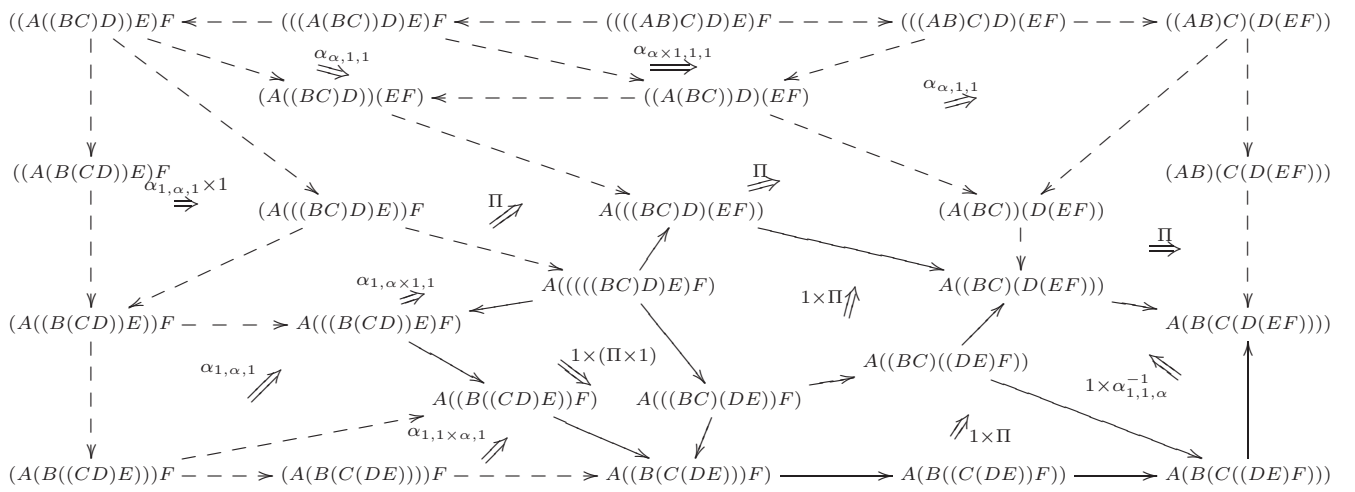 ((A((BC)D))E)F (((A(BC))D)E)F ((((AB)C)D)E)F (((AB)C)D)(EF) ((AB)C)(D(EF))
α_{α,1,1} α_{α×1,1,1}
(A((BC)D))(EF) ((A(BC))D)(EF) α_{α,1,1}
((A(B(CD))E)F Π (AB)(C(D(EF)))
α_{1,α,1}×1
(A(((BC)D)E))F Π A(((BC)D)(EF)) (A(BC))(D(EF))
Π
α_{1,α×1,1} A(((((BC)D)E)F) 1×Π A((BC)(D(EF)))
(A((B(CD))E))F A(((B(CD))E)F) A(B(C(D(EF))))
α_{1,α,1} 1×(Π×1) A((BC)((DE)F))
1×α^{-1}_{1,1,α}
A((B((CD)E))F) A(((BC)(DE))F)
α_{1,1×α,1} 1×Π
(A(B((CD)E)))F (A(B(C(DE))))F A((B(C(DE)))F) A(B((C(DE))F)) A(B(C((DE)F)))